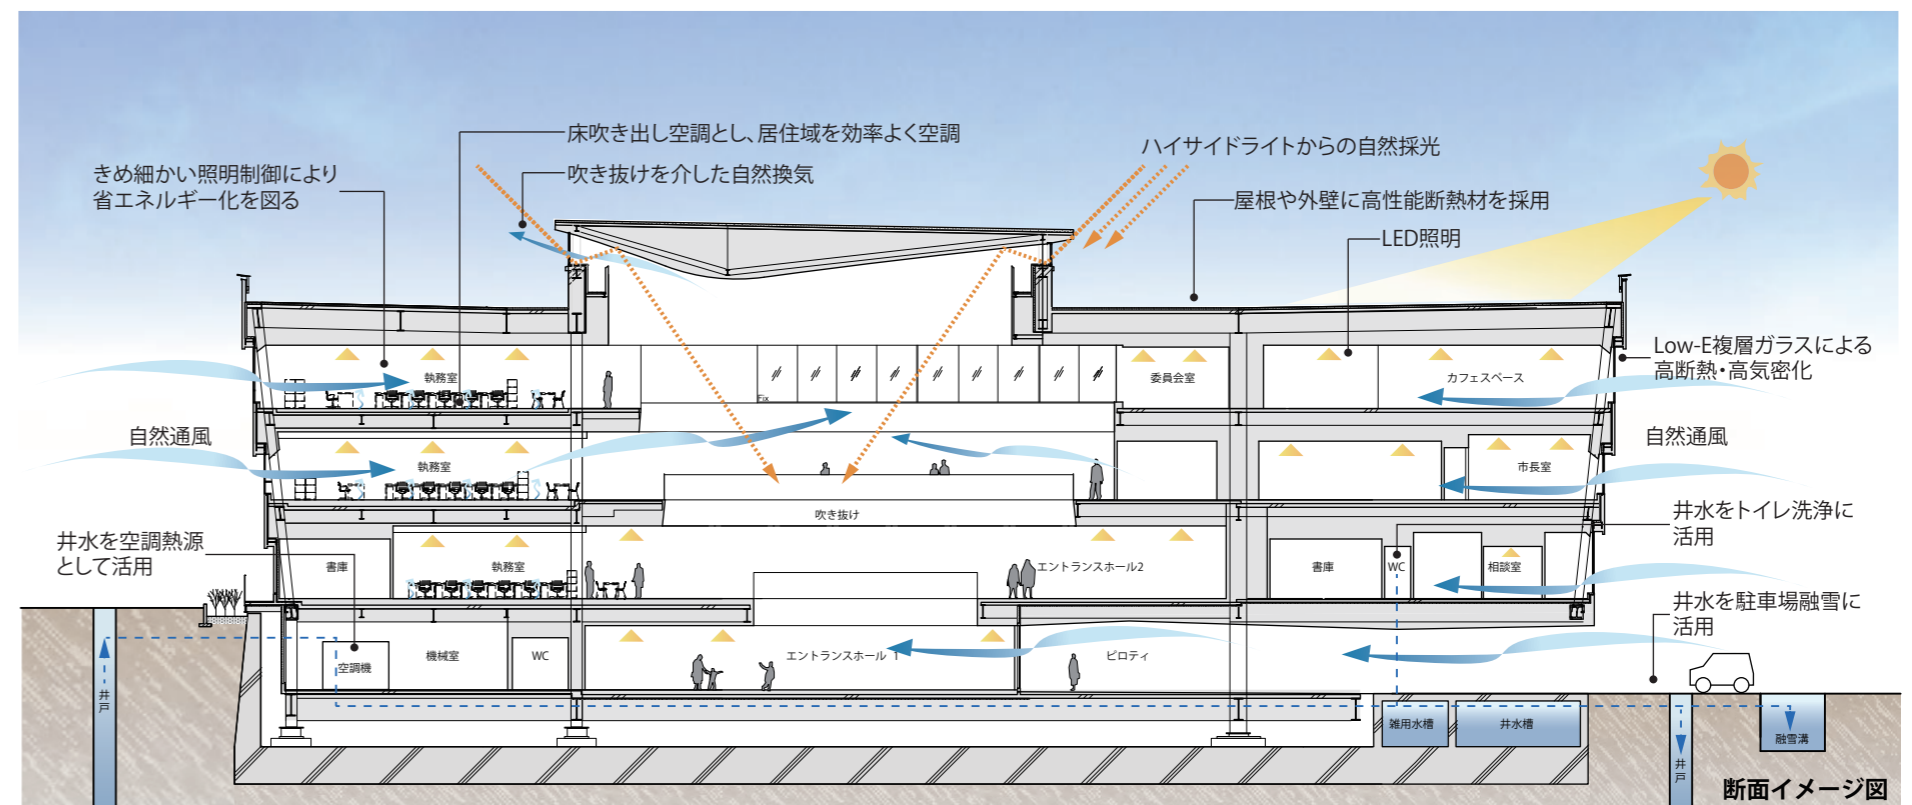 床吹き出し空調とし、居住域を効率よく空調
吹き抜けを介した自然換気
きめ細かい照明制御により
省エネルギー化を図る
ハイサイドライトからの自然採光
屋根や外壁に高性能断熱材を採用
LED照明
Low-E複層ガラスによる
高断熱・高気密化
執務室
Fix
委員会室
カフェスペース
自然通風
執務室
市長室
自然通風
吹き抜け
井水を空調熱源
として活用
書庫
執務室
エントランスホール2
書庫
WC
相談室
井水をトイレ洗浄に
活用
井水を駐車場融雪に
活用
空調機
機械室
WC
エントランスホール 1
ピロティ
井戸
雑用水槽
井水槽
井戸
融雪溝
断面イメージ図